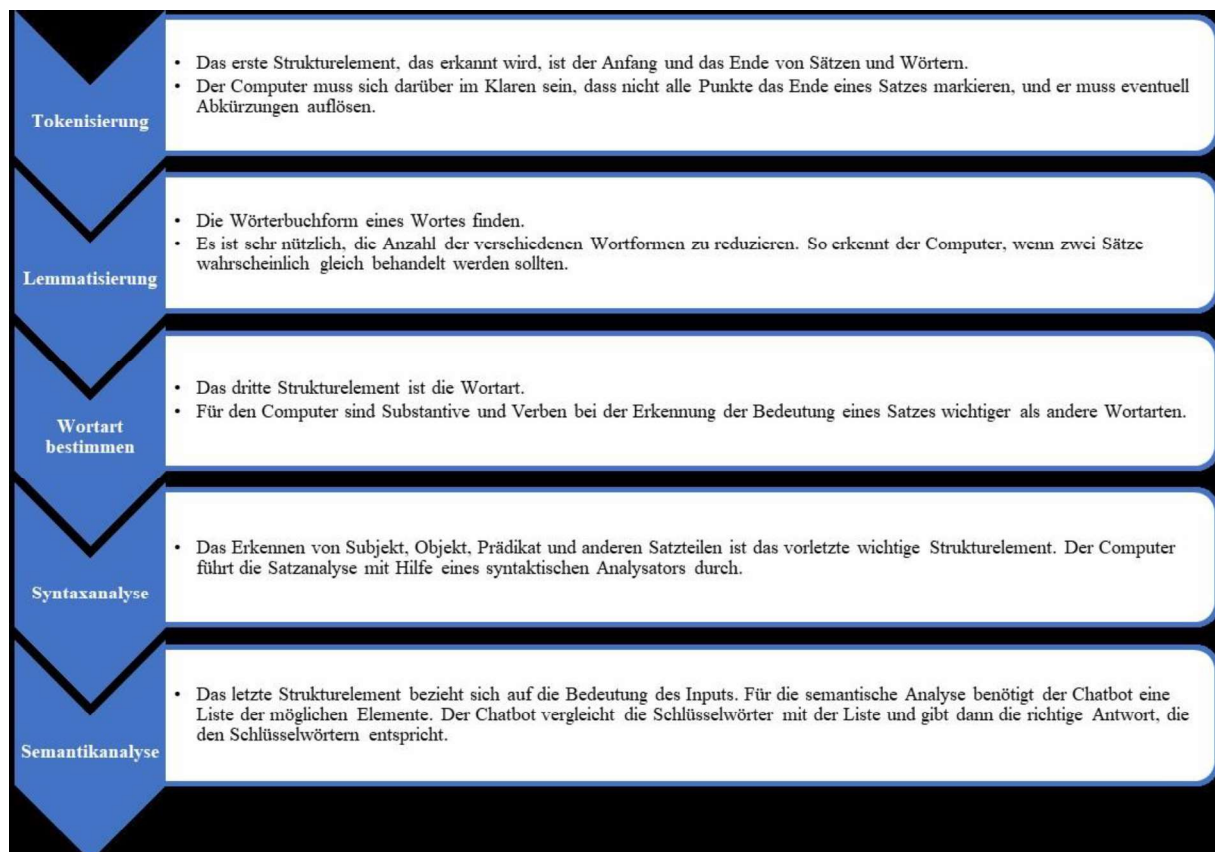 Tokenisierung
• Das erste Strukturelement, das erkannt wird, ist der Anfang und das Ende von Sätzen und Wörtern.
• Der Computer muss sich darüber im Klaren sein, dass nicht alle Punkte das Ende eines Satzes markieren, und er muss eventuell
Abkürzungen auflösen.
Lemmatisierung
• Die Wörterbuchform eines Wortes finden.
• Es ist sehr nützlich, die Anzahl der verschiedenen Wortformen zu reduzieren. So erkennt der Computer, wenn zwei Sätze
wahrscheinlich gleich behandelt werden sollten.
Wortart
bestimmen
• Das dritte Strukturelement ist die Wortart.
• Für den Computer sind Substantive und Verben bei der Erkennung der Bedeutung eines Satzes wichtiger als andere Wortarten.
Syntaxanalyse
• Das Erkennen von Subjekt, Objekt, Prädikat und anderen Satzteilen ist das vorletzte wichtige Strukturelement. Der Computer
führt die Satzanalyse mit Hilfe eines syntaktischen Analysators durch.
Semantikanalyse
• Das letzte Strukturelement bezieht sich auf die Bedeutung des Inputs. Für die semantische Analyse benötigt der Chatbot eine
Liste der möglichen Elemente. Der Chatbot vergleicht die Schlüsselwörter mit der Liste und gibt dann die richtige Antwort, die
den Schlüsselwörtern entspricht.